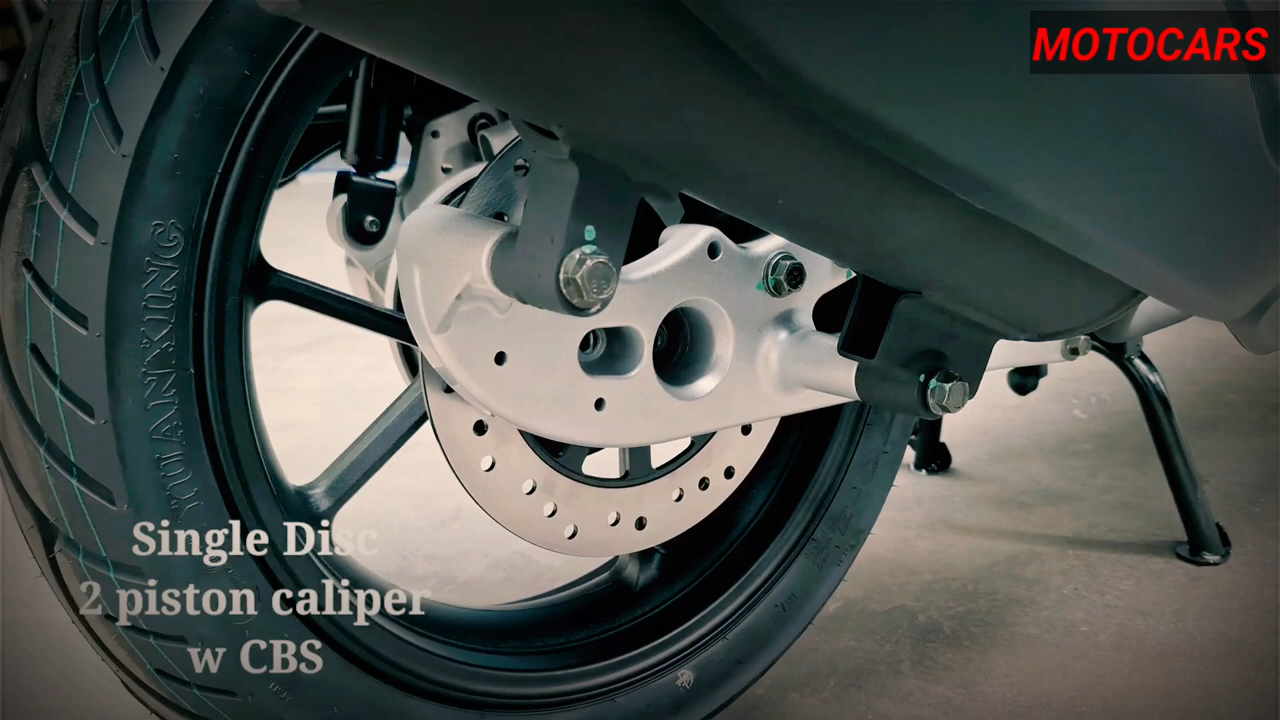 MOTOCARS
YUANXING
Single Disc
2 piston caliper
w CBS